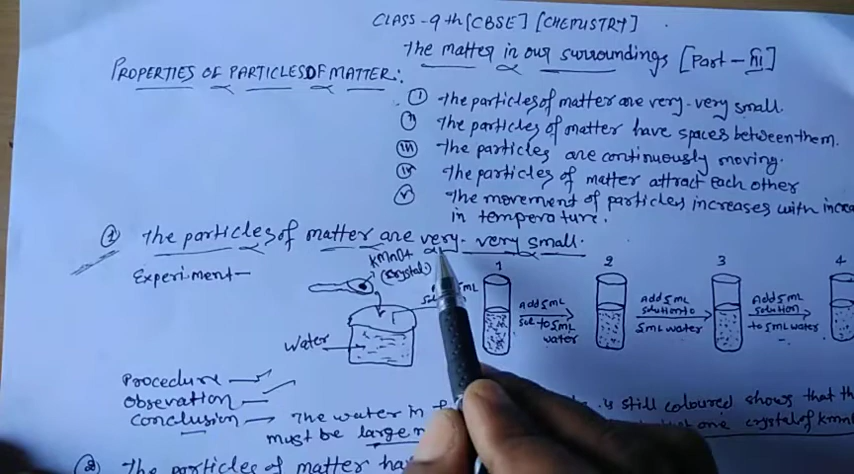 CLASS-9th [CBSE] [CHEMISTRY]
The matter in our surroundings [Part-
PROPERTIES OF PARTICLES OF MATTER:
(I) The particles of matter are very-very small.
The particles of matter have spaces between them.
(III) The particles are continuously moving.
(IV) The particles of matter attract each other
(V) The movement of particles increases with increa
in temperature.
(1) The particles of matter are very-very small.
KMnO4
(crystal)
Experiment-
1
2
3
4
5mL
Add 5mL
sol to 5mL
water
Add 5mL
solution to
5mL water
Add 5mL
solution
to 5mL water
Water
Procedure
Obsevation
Conclusion → The water in
is still coloured shows that th
must be large
one crystal of KMn
(2) The particles of matter ha